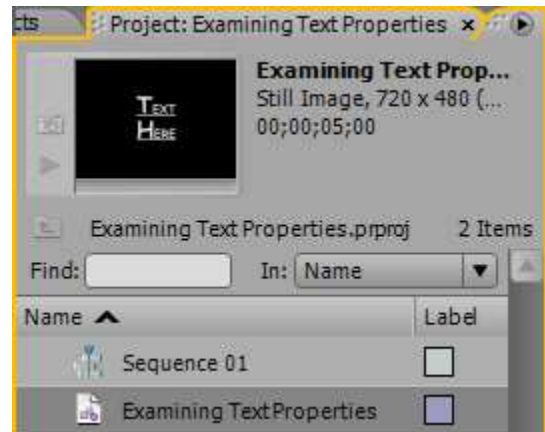 cts Project: Examining Text Properties ×
Examining Text Prop...
Still Image, 720 x 480 (...
00;00;05;00
Text
Here
Examining Text Properties.prproj 2 Items
Find: In: Name
Name Label
Sequence 01
Examining Text Properties